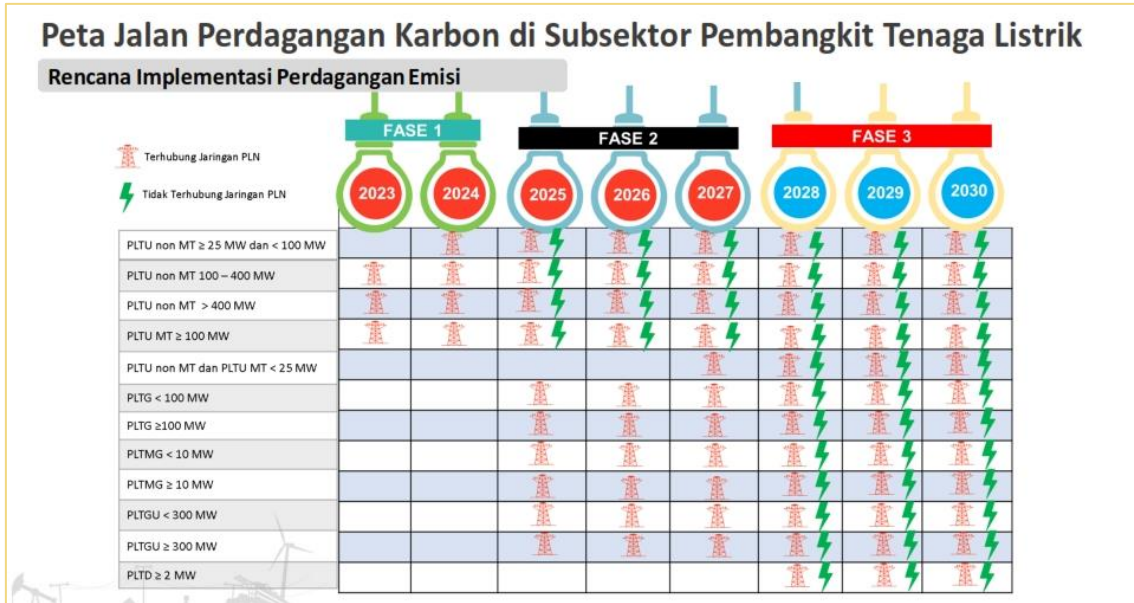 Peta Jalan Perdagangan Karbon di Subsektor Pembangkit Tenaga Listrik
Rencana Implementasi Perdagangan Emisi
FASE 1
FASE 2
FASE 3
Terhubung Jaringan PLN
Tidak Terhubung Jaringan PLN
2023
2024
2025
2026
2027
2028
2029
2030
PLTU non MT ≥ 25 MW dan < 100 MW
PLTU non MT 100 – 400 MW
PLTU non MT > 400 MW
PLTU MT ≥ 100 MW
PLTU non MT dan PLTU MT < 25 MW
PLTG < 100 MW
PLTG ≥100 MW
PLTMG < 10 MW
PLTMG ≥ 10 MW
PLTGU < 300 MW
PLTGU ≥ 300 MW
PLTD ≥ 2 MW